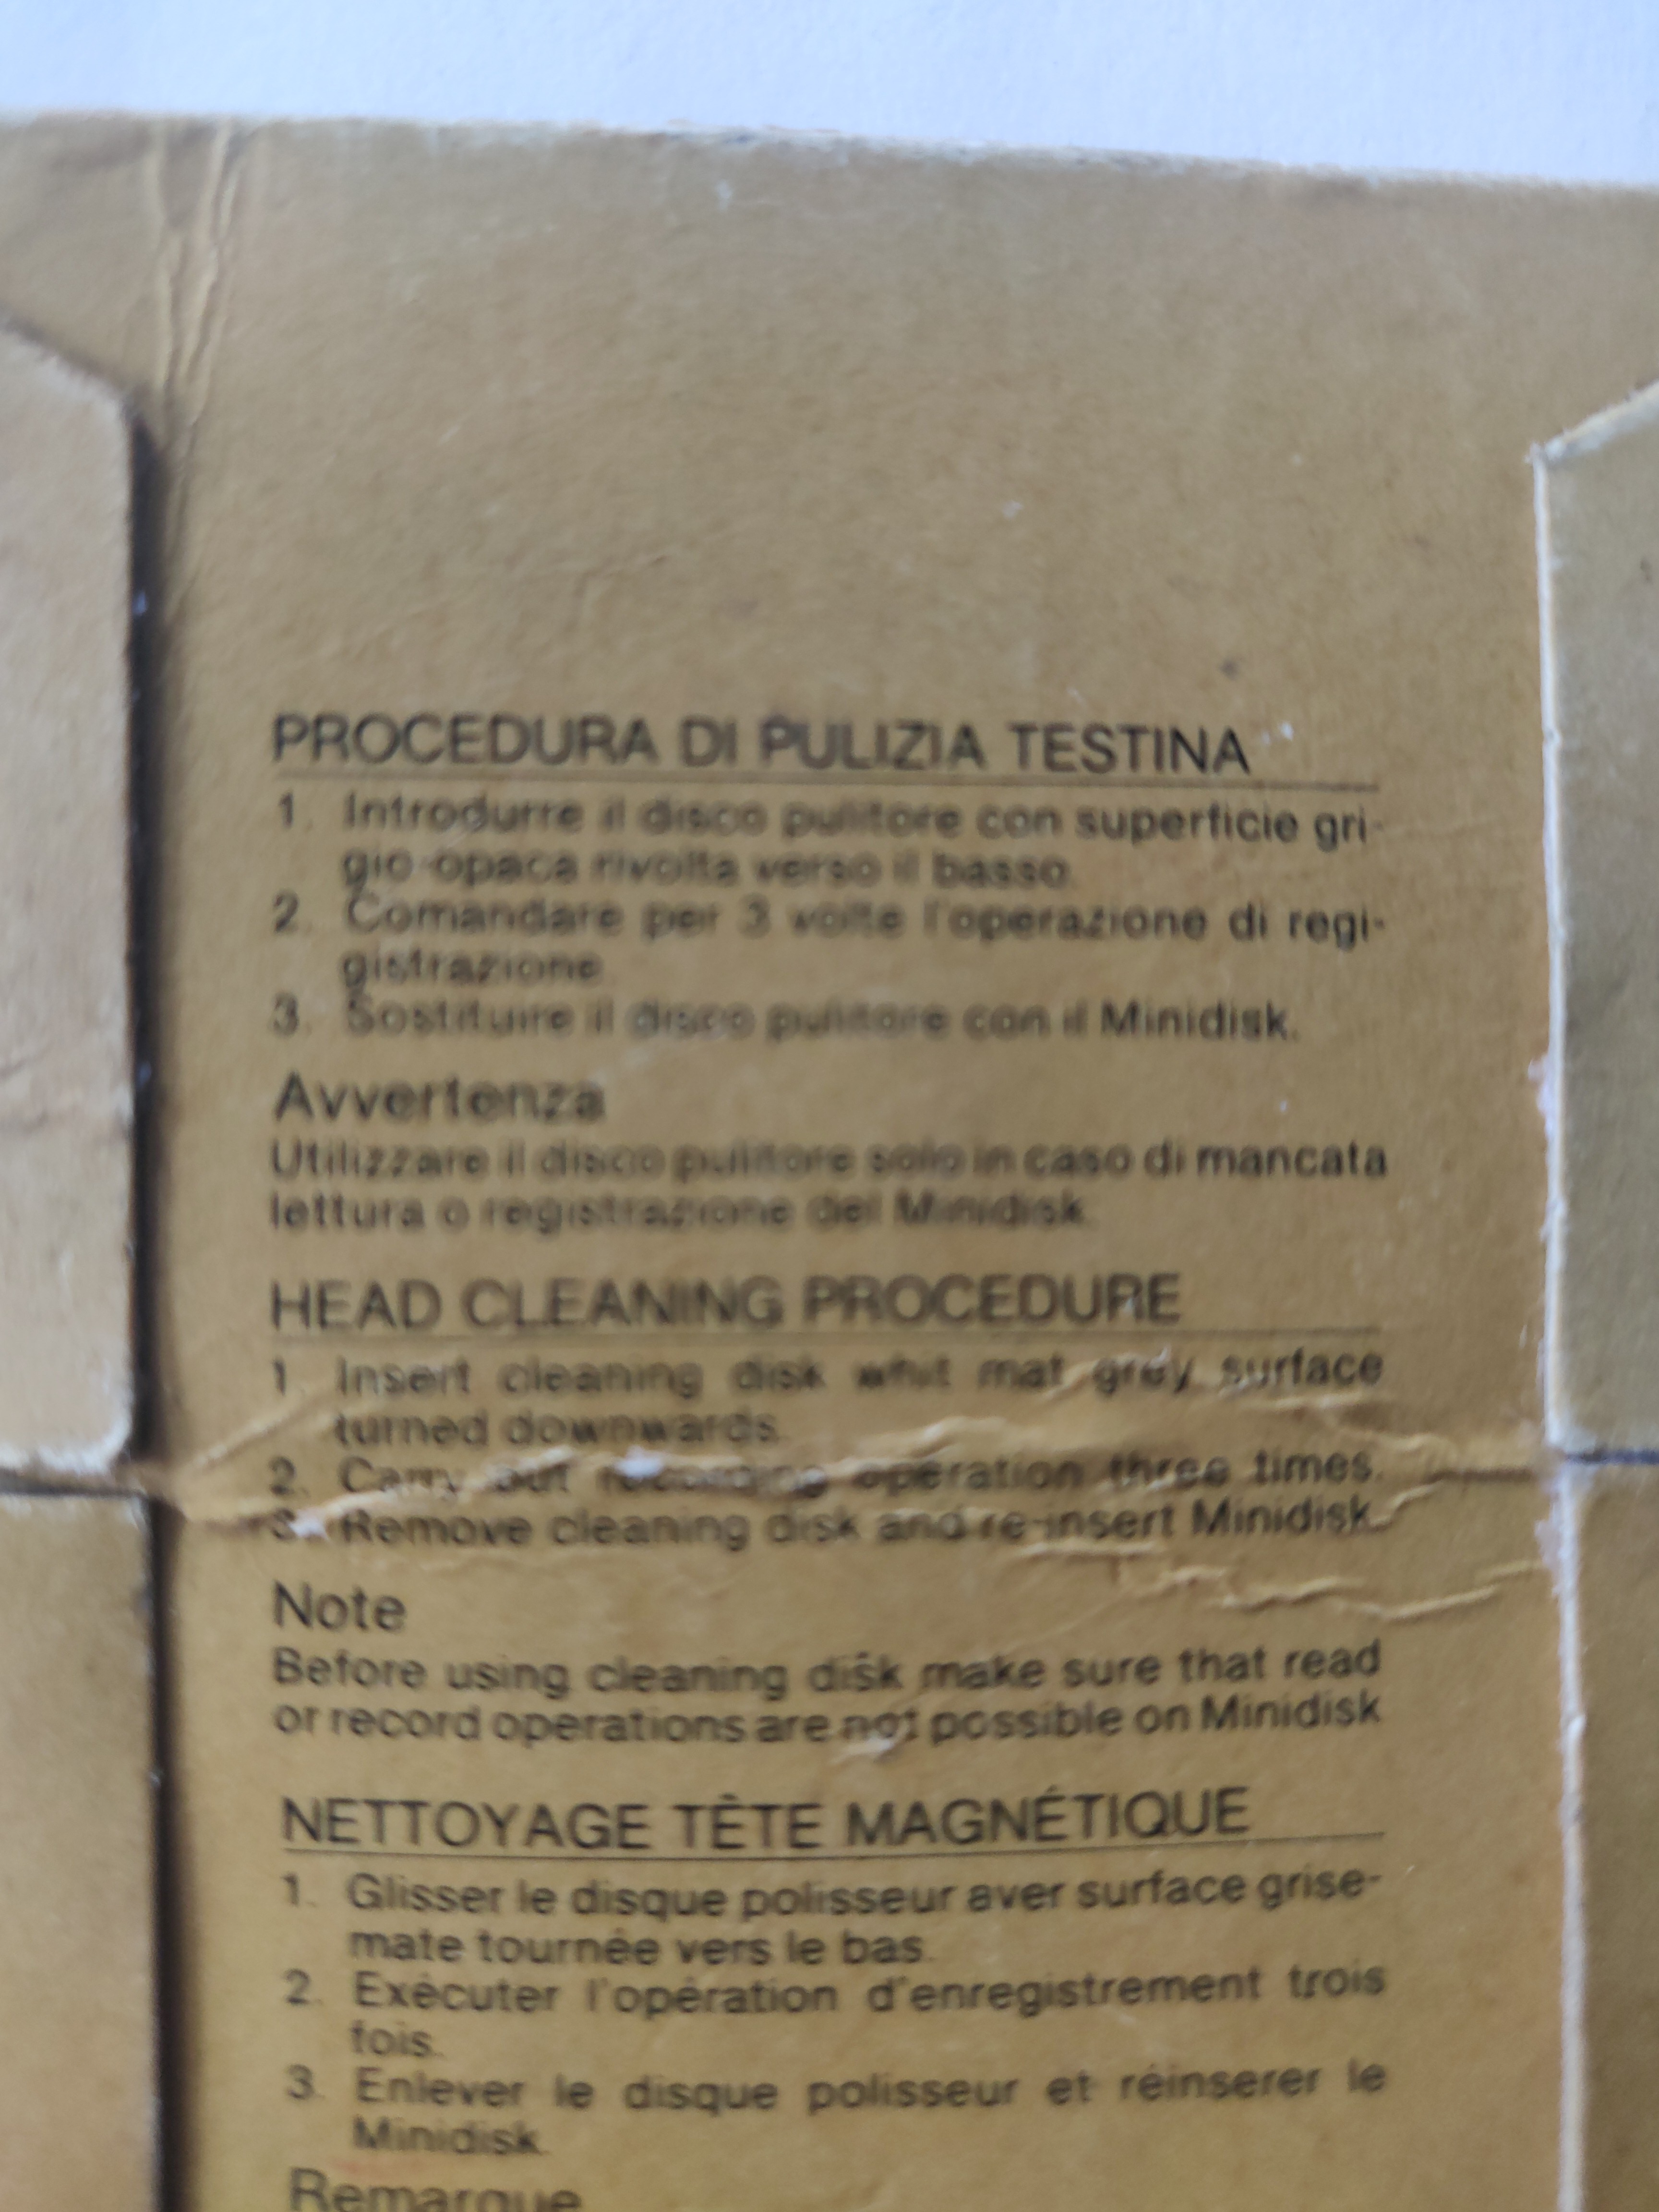 PROCEDURA DI PULIZIA TESTINA
1. Introdurre il disco pulitore con superficie gri-
gio-opaca rivolta verso il basso.
2. Comandare per 3 volte l'operazione di regi-
gistrazione.
3. Sostituire il disco pulitore con il Minidisk.
Avvertenza
Utilizzare il disco pulitore solo in caso di mancata
lettura o registrazione del Minidisk.
HEAD CLEANING PROCEDURE
1. Insert cleaning disk whit mat grey surface
turned downwards.
2. Carry out recording operation three times.
3. Remove cleaning disk and re-insert Minidisk.
Note
Before using cleaning disk make sure that read
or record operations are not possible on Minidisk
NETTOYAGE TÊTE MAGNÉTIQUE
1. Glisser le disque polisseur aver surface grise-
mate tournée vers le bas.
2. Exécuter l'opération d'enregistrement trois
fois.
3. Enlever le disque polisseur et réinserer le
Minidisk.
Remarque